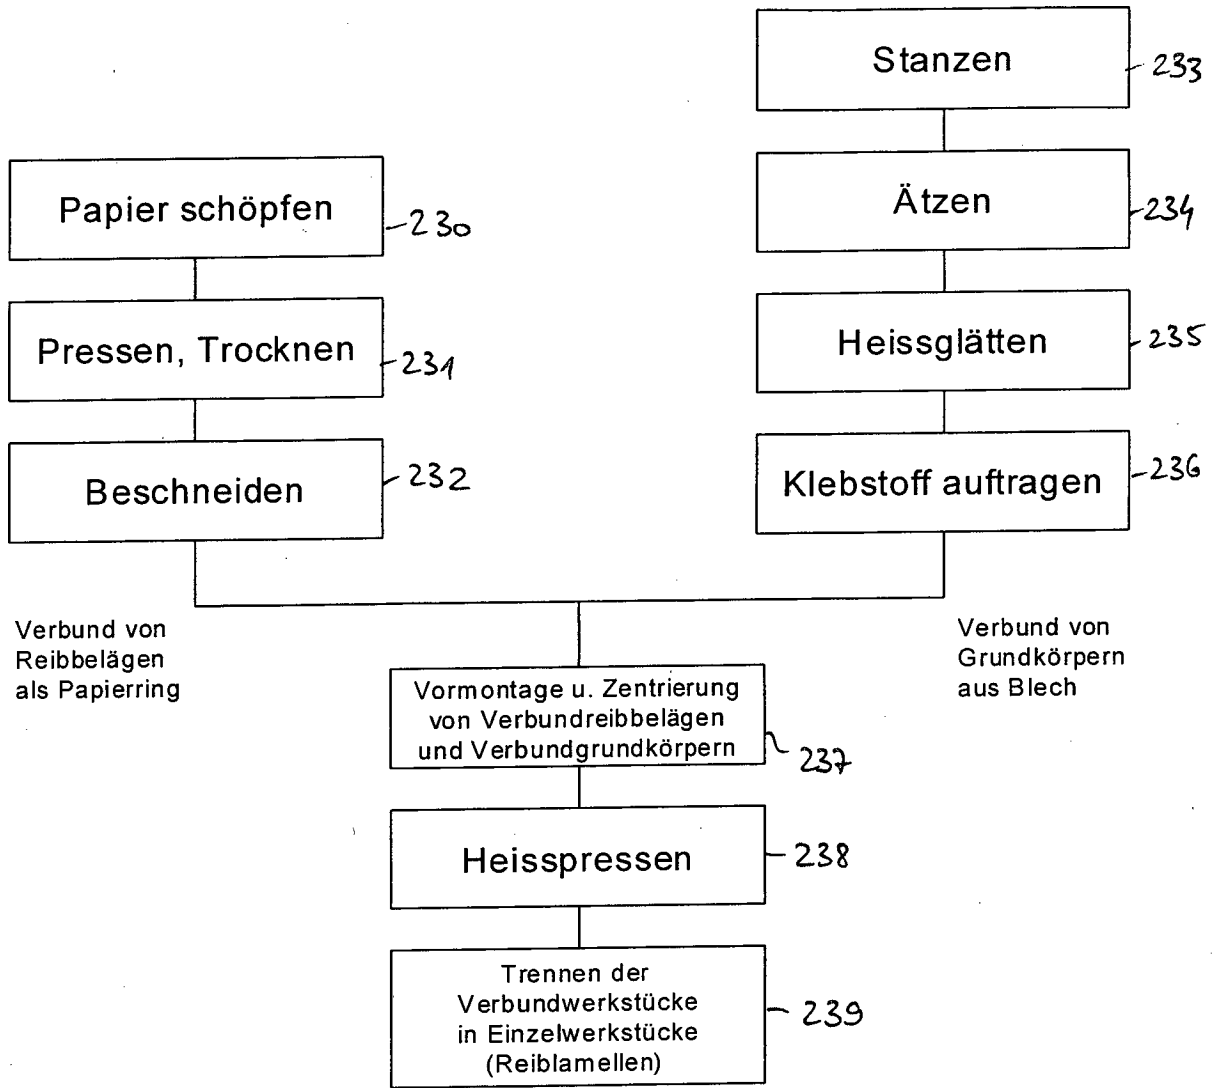 Stanzen
233
Ätzen
234
Heissglätten
235
Klebstoff auftragen
236
Papier schöpfen
230
Pressen, Trocknen
231
Beschneiden
232
Verbund von
Reibbelägen
als Papierring
Verbund von
Grundkörpern
aus Blech
Vormontage u. Zentrierung
von Verbundreibbelägen
und Verbundgrundkörpern
237
Heisspressen
238
Trennen der
Verbundwerkstücke
in Einzelwerkstücke
(Reiblamellen)
239